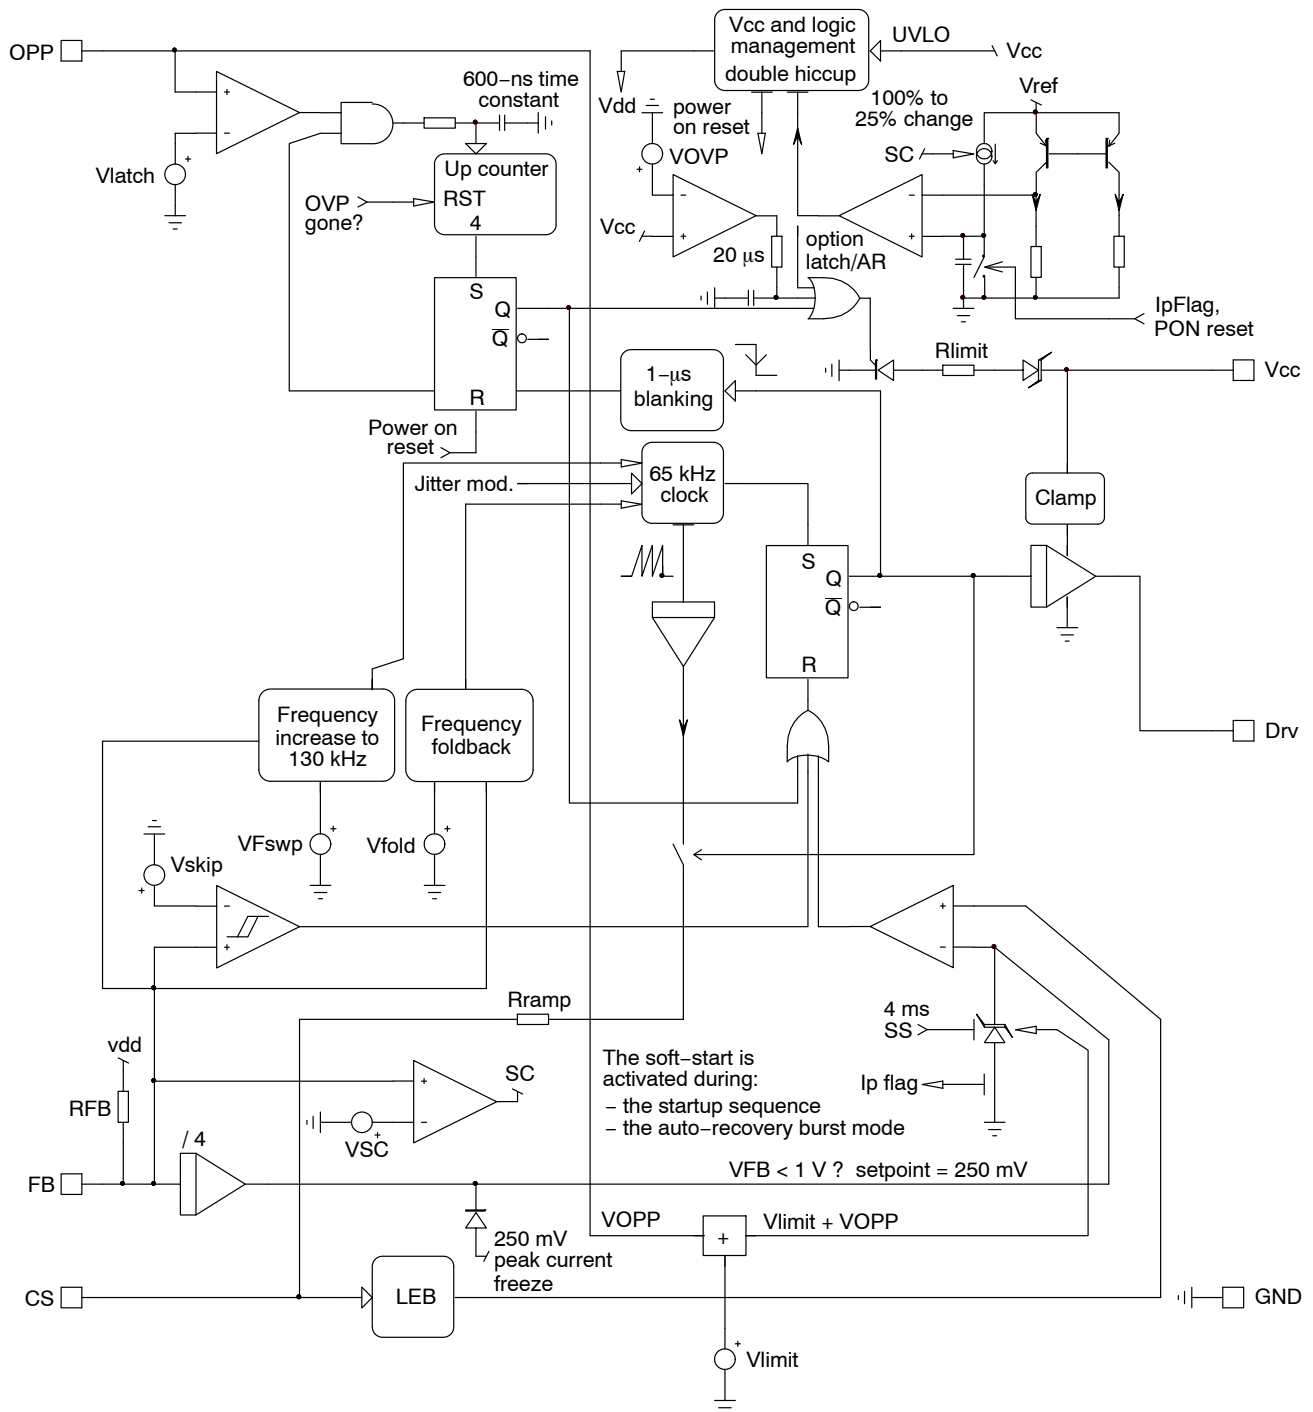 OPP
Vcc and logic
management
double hiccup
UVLO
Vcc
600−ns time
constant
Vdd
power
on reset
100% to
25% change
Vref
+
−
Vlatch
+
Up counter
RST
4
OVP
gone?
VOVP
+
SC
−
+
Vcc
20 μs
−
+
option
latch/AR
S
Q
Q
R
IpFlag,
PON reset
Rlimit
Vcc
1−μs
blanking
Power on
reset
Jitter mod.
65 kHz
clock
Clamp
S
Q
Q
R
Frequency
increase to
130 kHz
Frequency
foldback
Drv
VFswp
+
Vfold
+
Vskip
+
−
+
+
−
Rramp
4 ms
SS
vdd
RFB
SC
+
−
VSC
+
The soft−start is
activated during:
− the startup sequence
− the auto−recovery burst mode
Ip flag
/ 4
FB
VFB < 1 V ? setpoint = 250 mV
VOPP
+
Vlimit + VOPP
250 mV
peak current
freeze
CS
LEB
GND
+
Vlimit